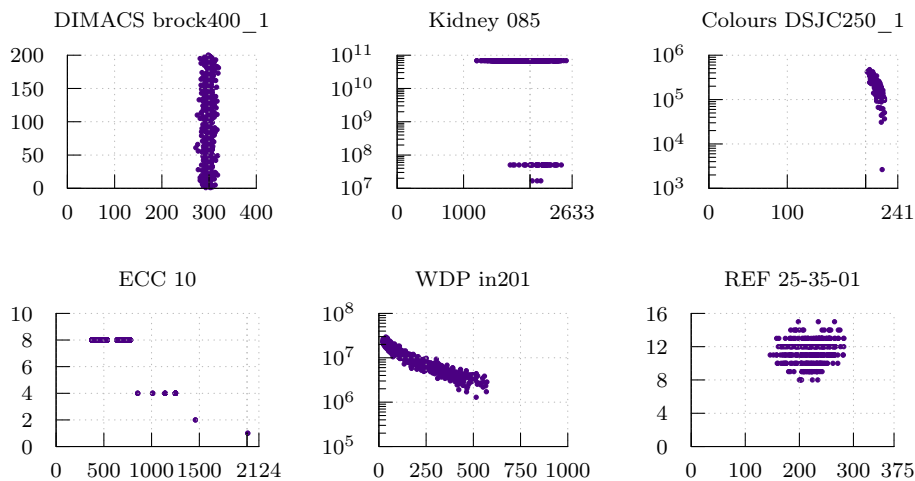 DIMACS brock400_1 Kidney 085 Colours DSJC250_1
200 10^11 10^6
150 10^10 10^5
100 10^9
50 10^8 10^4
0 10^7 10^3
0 100 200 300 400 0 1000 2633 0 100 241
ECC 10 WDP in201 REF 25-35-01
10 10^8 16
8 12
6 10^7
4 8
2 10^6 4
0 10^5 0
0 500 1000 1500 2124 0 250 500 750 1000 0 100 200 300 375